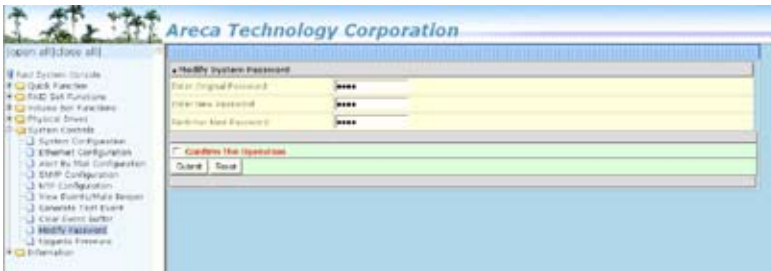 Areca Technology Corporation
[open all|close all]
Raid System Console
Quick Function
RAID Set Functions
Volume Set Functions
Physical Drives
System Controls
System Configuration
Ethernet Configuration
Alert By Mail Configuration
SNMP Configuration
NTP Configuration
View Events/Mute Beeper
Generate Test Event
Clear Event Buffer
Modify Password
Upgrade Firmware
Information
Modify System Password
Enter Original Password
Enter New Password
Re-Enter New Password
Confirm The Operation
Submit Reset